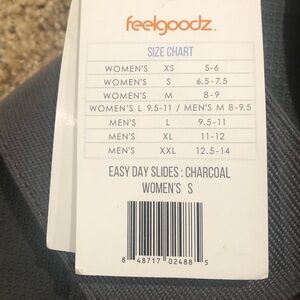 feelgoodz.
SIZE CHART
WOMEN'S XS 5-6
WOMEN'S S 6.5-7.5
WOMEN'S M 8-9
WOMEN'S L 9.5-11 / MEN'S M 8-9.5
MEN'S L 9.5-11
MEN'S XL 11-12
MEN'S XXL 12.5-14
EASY DAY SLIDES : CHARCOAL
WOMEN'S S
8 48717 02488 5